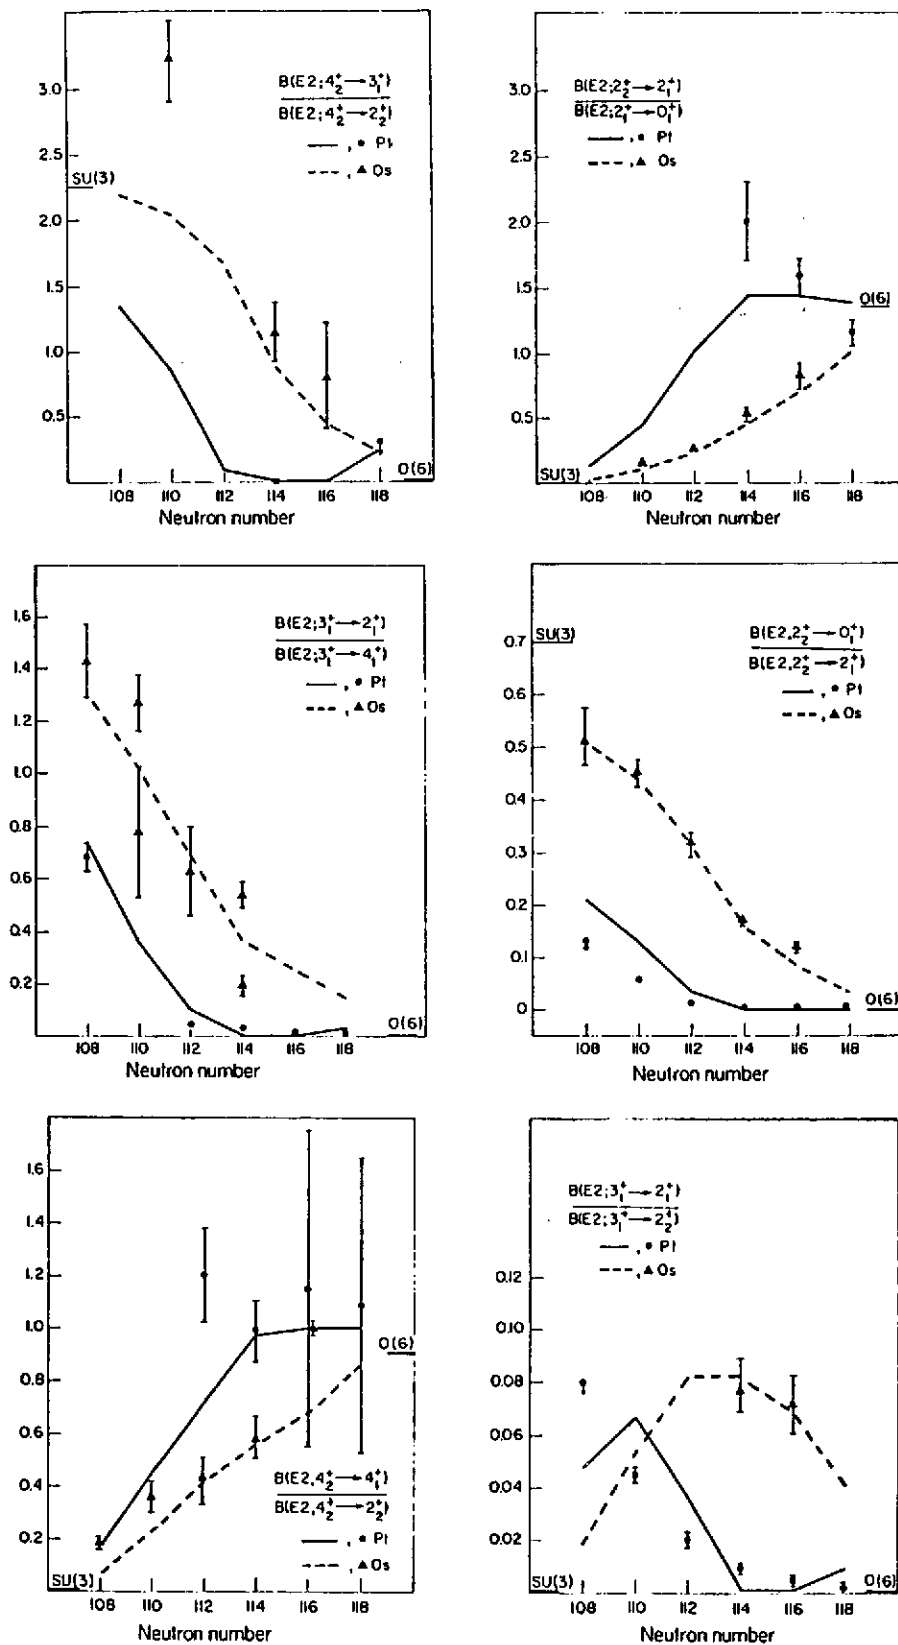 3.0
2.5
SU(3)
2.0
1.5
1.0
0.5
B(E2;4₂⁺→3₁⁺)
B(E2;4₂⁺→2₂⁺)
—, • Pt
---, ▲ Os
O(6)
108 110 112 114 116 118
Neutron number
3.0
2.5
2.0
1.5
1.0
0.5
SU(3)
B(E2;2₂⁺→2₁⁺)
B(E2;2₁⁺→0₁⁺)
—, • Pt
---, ▲ Os
O(6)
108 110 112 114 116 118
Neutron number
1.6
1.4
1.2
1.0
0.8
0.6
0.4
0.2
B(E2;3₁⁺→2₁⁺)
B(E2;3₁⁺→4₁⁺)
—, • Pt
---, ▲ Os
O(6)
108 110 112 114 116 118
Neutron number
SU(3)
0.7
0.6
0.5
0.4
0.3
0.2
0.1
0
B(E2,2₂⁺→0₁⁺)
B(E2,2₂⁺→2₁⁺)
—, • Pt
---, ▲ Os
O(6)
108 110 112 114 116 118
Neutron number
1.6
1.4
1.2
1.0
0.8
0.6
0.4
0.2
SU(3)
O(6)
B(E2,4₂⁺→4₁⁺)
B(E2,4₂⁺→2₂⁺)
—, • Pt
---, ▲ Os
108 110 112 114 116 118
Neutron number
B(E2;3₁⁺→2₁⁺)
B(E2;3₁⁺→2₂⁺)
—, • Pt
---, ▲ Os
0.12
0.10
0.08
0.06
0.04
0.02
SU(3)
O(6)
108 110 112 114 116 118
Neutron number